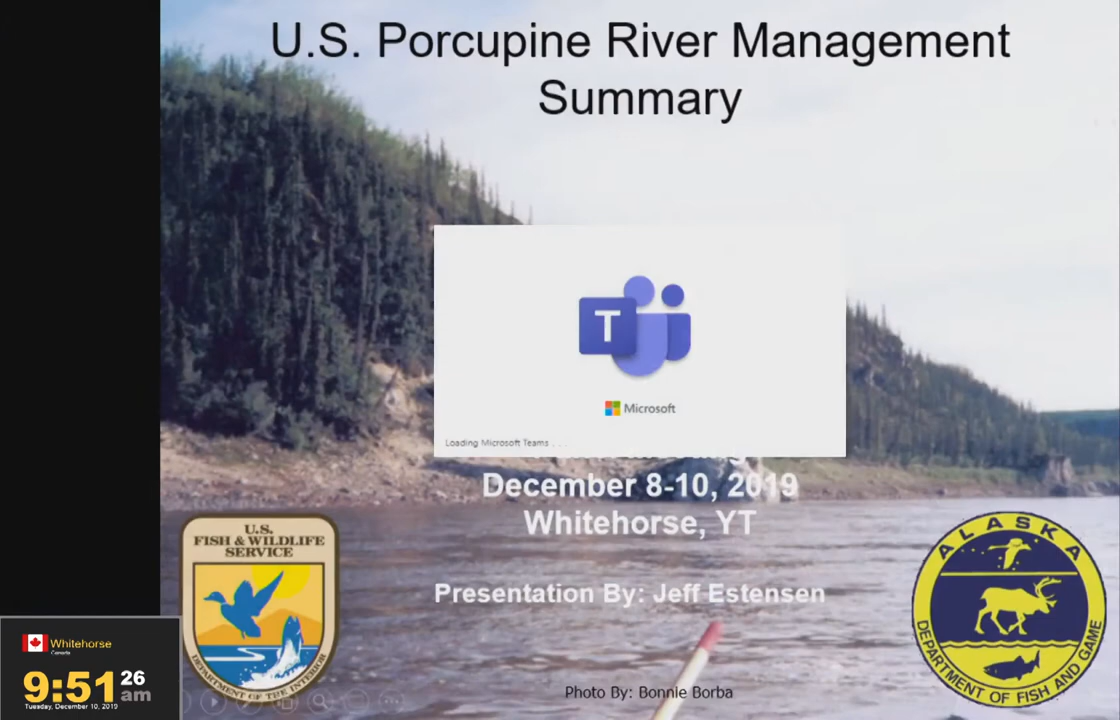 U.S. Porcupine River Management
Summary
T
Microsoft
Loading Microsoft Teams . . .
December 8-10, 2019
Whitehorse, YT
Presentation By: Jeff Estensen
Photo By: Bonnie Borba
U.S.
FISH & WILDLIFE
SERVICE
DEPARTMENT OF THE INTERIOR
ALASKA
DEPARTMENT OF FISH AND GAME
Whitehorse
Canada
9:51 26 am
Tuesday, December 10, 2019